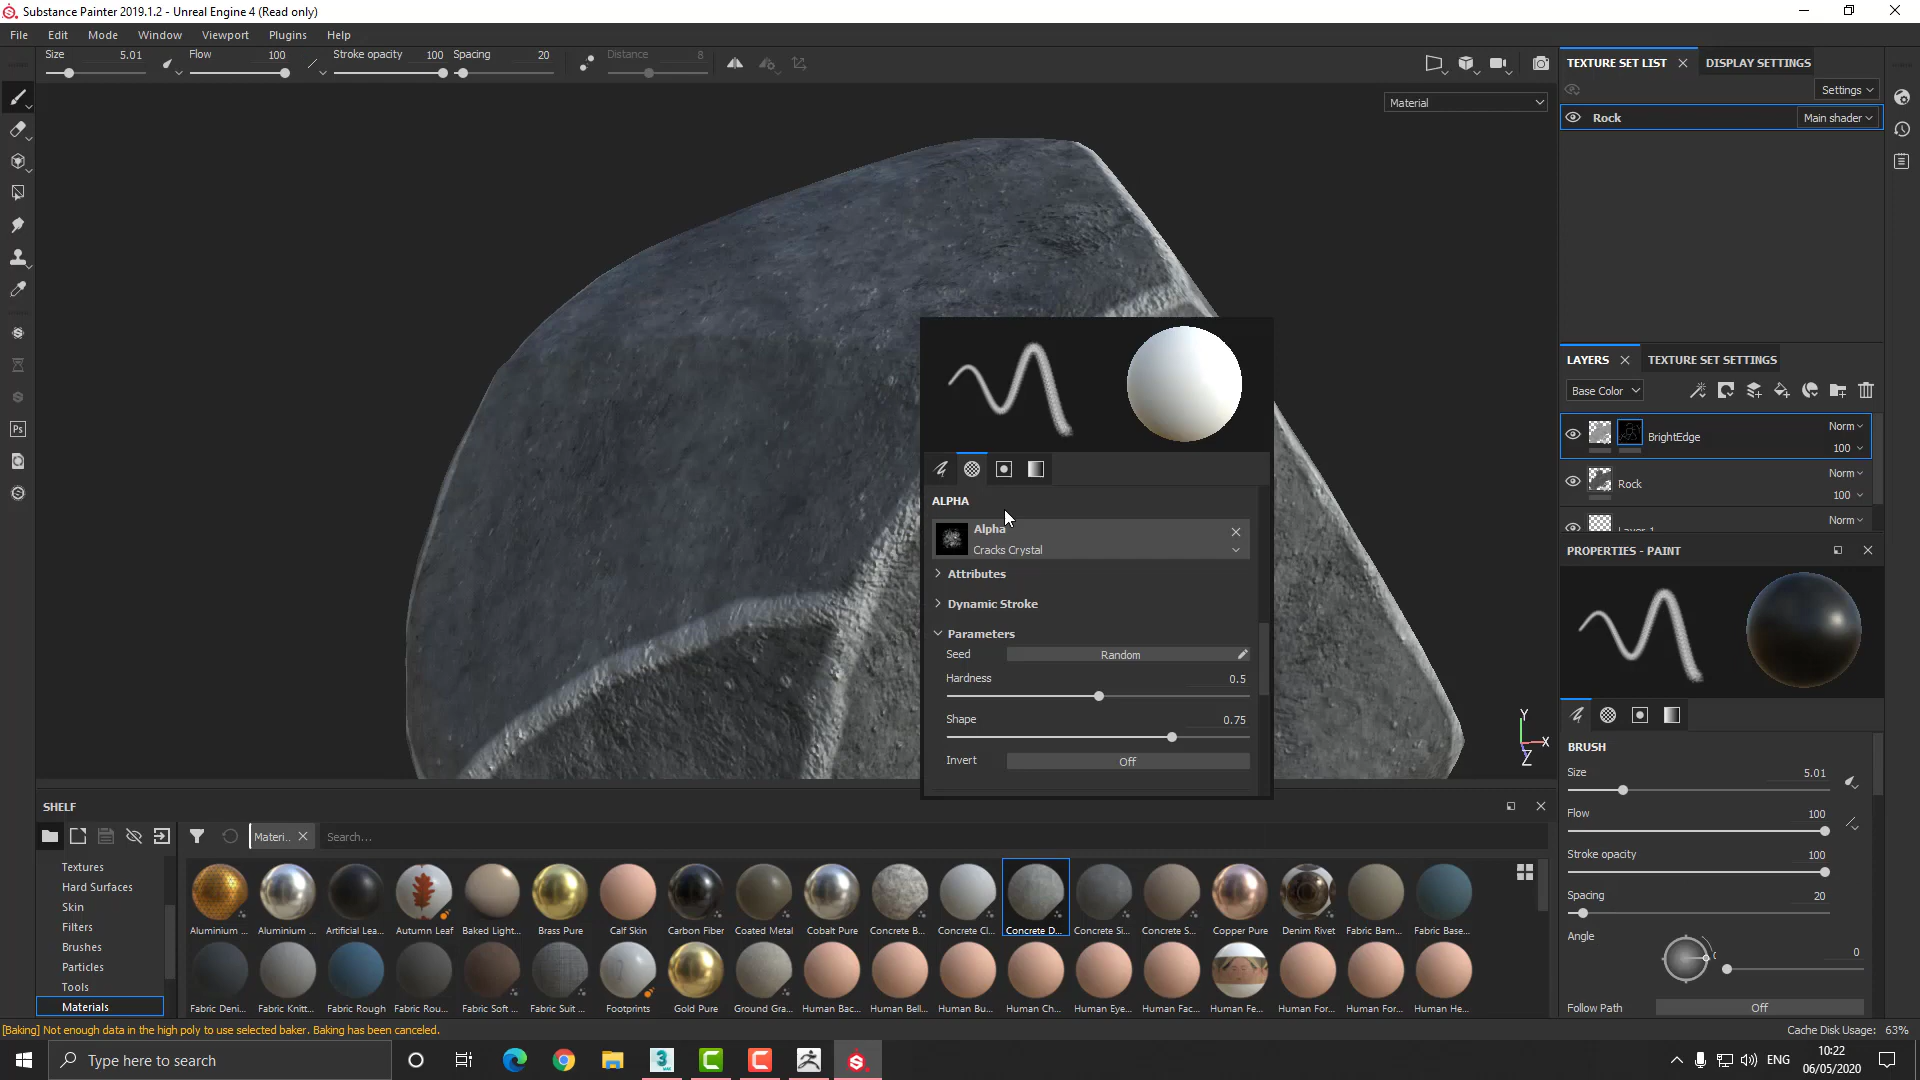 Substance Painter 2019.1.2 - Unreal Engine 4 (Read only)
File Edit Mode Window Viewport Plugins Help
Size 5.01 Flow 100 Stroke opacity 100 Spacing 20 Distance 8
Material
TEXTURE SET LIST DISPLAY SETTINGS
Settings
Rock Main shader
ALPHA
Alpha
Cracks Crystal
Attributes
Dynamic Stroke
Parameters
Seed Random
Hardness 0.5
Shape 0.75
Invert Off
Y
X
Z
LAYERS TEXTURE SET SETTINGS
Base Color
BrightEdge Norm
100
Rock Norm
100
Layer 1 Norm
PROPERTIES - PAINT
BRUSH
Size 5.01
Flow 100
Stroke opacity 100
Spacing 20
Angle 0
Follow Path Off
SHELF
Materi... Search...
Textures
Hard Surfaces
Skin
Filters
Brushes
Particles
Tools
Materials
Aluminium ... Aluminium ... Artificial Lea... Autumn Leaf Baked Light... Brass Pure Calf Skin Carbon Fiber Coated Metal Cobalt Pure Concrete B... Concrete Cl... Concrete D... Concrete Si... Concrete S... Copper Pure Denim Rivet Fabric Bam... Fabric Base...
Fabric Deni... Fabric Knitt... Fabric Rough Fabric Rou... Fabric Soft ... Fabric Suit ... Footprints Gold Pure Ground Gra... Human Bac... Human Bell... Human Bu... Human Ch... Human Eye... Human Fac... Human Fe... Human For... Human For... Human He...
[Baking] Not enough data in the high poly to use selected baker. Baking has been canceled.
Cache Disk Usage: 63%
Type here to search
ENG
10:22
06/05/2020